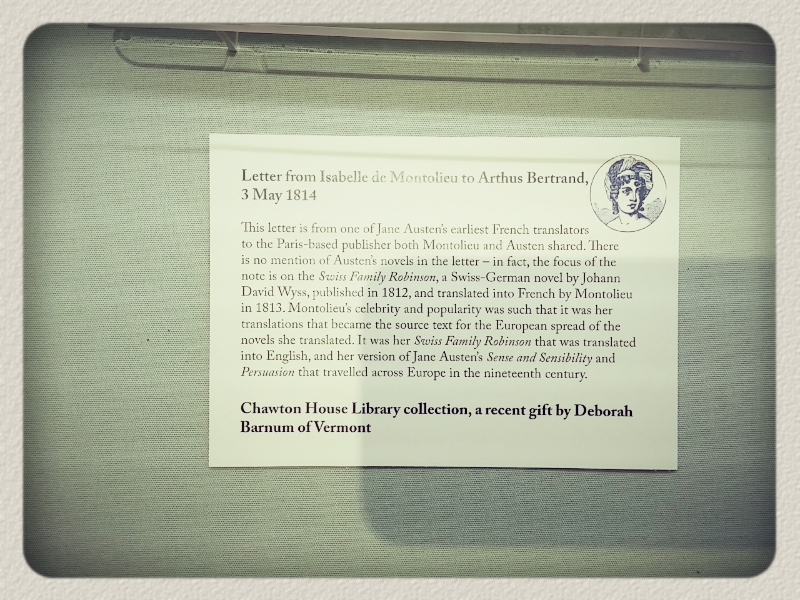 Letter from Isabelle de Montolieu to Arthus Bertrand,
3 May 1814
This letter is from one of Jane Austen's earliest French translators
to the Paris-based publisher both Montolieu and Austen shared. There
is no mention of Austen's novels in the letter – in fact, the focus of the
note is on the Swiss Family Robinson, a Swiss-German novel by Johann
David Wyss, published in 1812, and translated into French by Montolieu
in 1813. Montolieu's celebrity and popularity was such that it was her
translations that became the source text for the European spread of the
novels she translated. It was her Swiss Family Robinson that was translated
into English, and her version of Jane Austen's Sense and Sensibility and
Persuasion that travelled across Europe in the nineteenth century.
Chawton House Library collection, a recent gift by Deborah
Barnum of Vermont